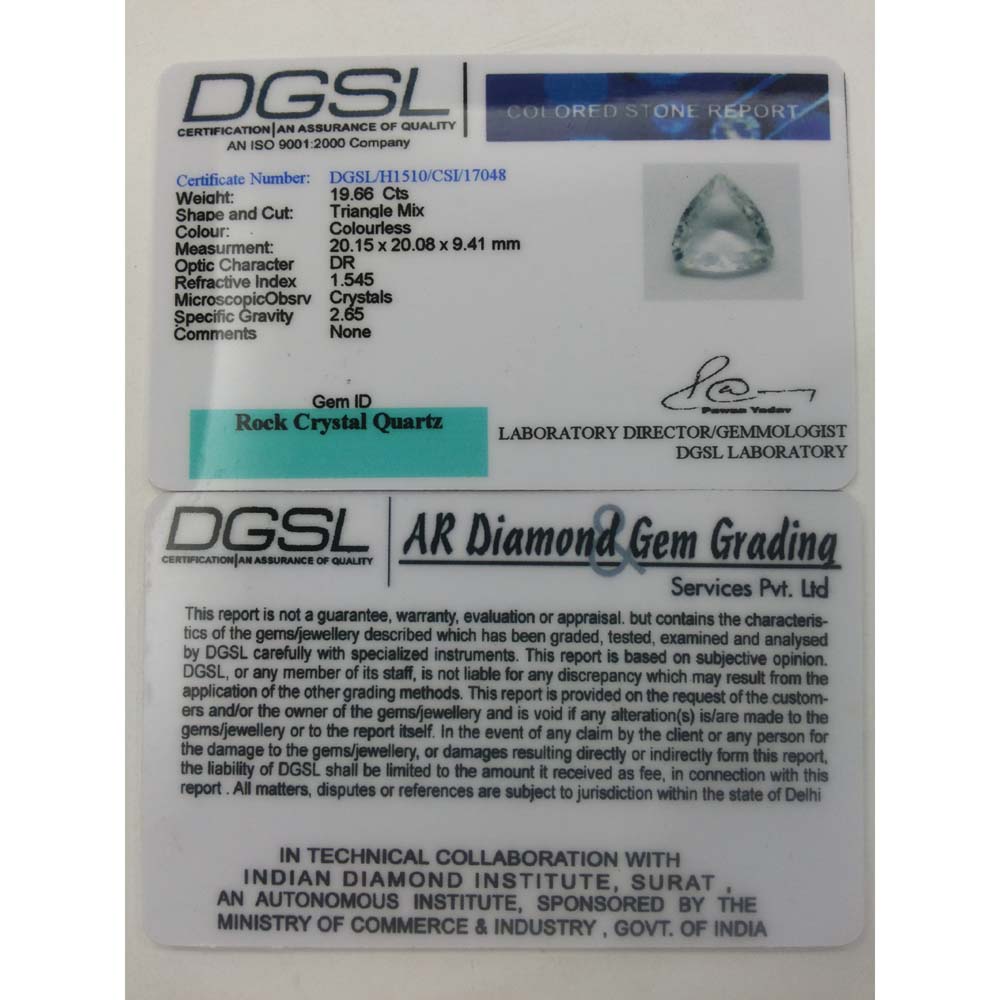 DGSL
CERTIFICATION|AN ASSURANCE OF QUALITY
AN ISO 9001:2000 Company
COLORED STONE REPORT
Certificate Number: DGSL/H1510/CSI/17048
Weight: 19.66 Cts
Shape and Cut: Triangle Mix
Colour: Colourless
Measurment: 20.15 x 20.08 x 9.41 mm
Optic Character DR
Refractive Index 1.545
MicroscopicObsrv Crystals
Specific Gravity 2.65
Comments None
Gem ID
Rock Crystal Quartz
Pawan Yadav
LABORATORY DIRECTOR/GEMMOLOGIST
DGSL LABORATORY
DGSL
CERTIFICATION|AN ASSURANCE OF QUALITY
AR Diamond & Gem Grading
Services Pvt. Ltd
This report is not a guarantee, warranty, evaluation or appraisal. but contains the characteris-
tics of the gems/jewellery described which has been graded, tested, examined and analysed
by DGSL carefully with specialized instruments. This report is based on subjective opinion.
DGSL, or any member of its staff, is not liable for any discrepancy which may result from the
application of the other grading methods. This report is provided on the request of the custom-
ers and/or the owner of the gems/jewellery and is void if any alteration(s) is/are made to the
gems/jewellery or to the report itself. In the event of any claim by the client or any person for
the damage to the gems/jewellery, or damages resulting directly or indirectly form this report,
the liability of DGSL shall be limited to the amount it received as fee, in connection with this
report . All matters, disputes or references are subject to jurisdiction within the state of Delhi
IN TECHNICAL COLLABORATION WITH
INDIAN DIAMOND INSTITUTE, SURAT ,
AN AUTONOMOUS INSTITUTE, SPONSORED BY THE
MINISTRY OF COMMERCE & INDUSTRY , GOVT. OF INDIA